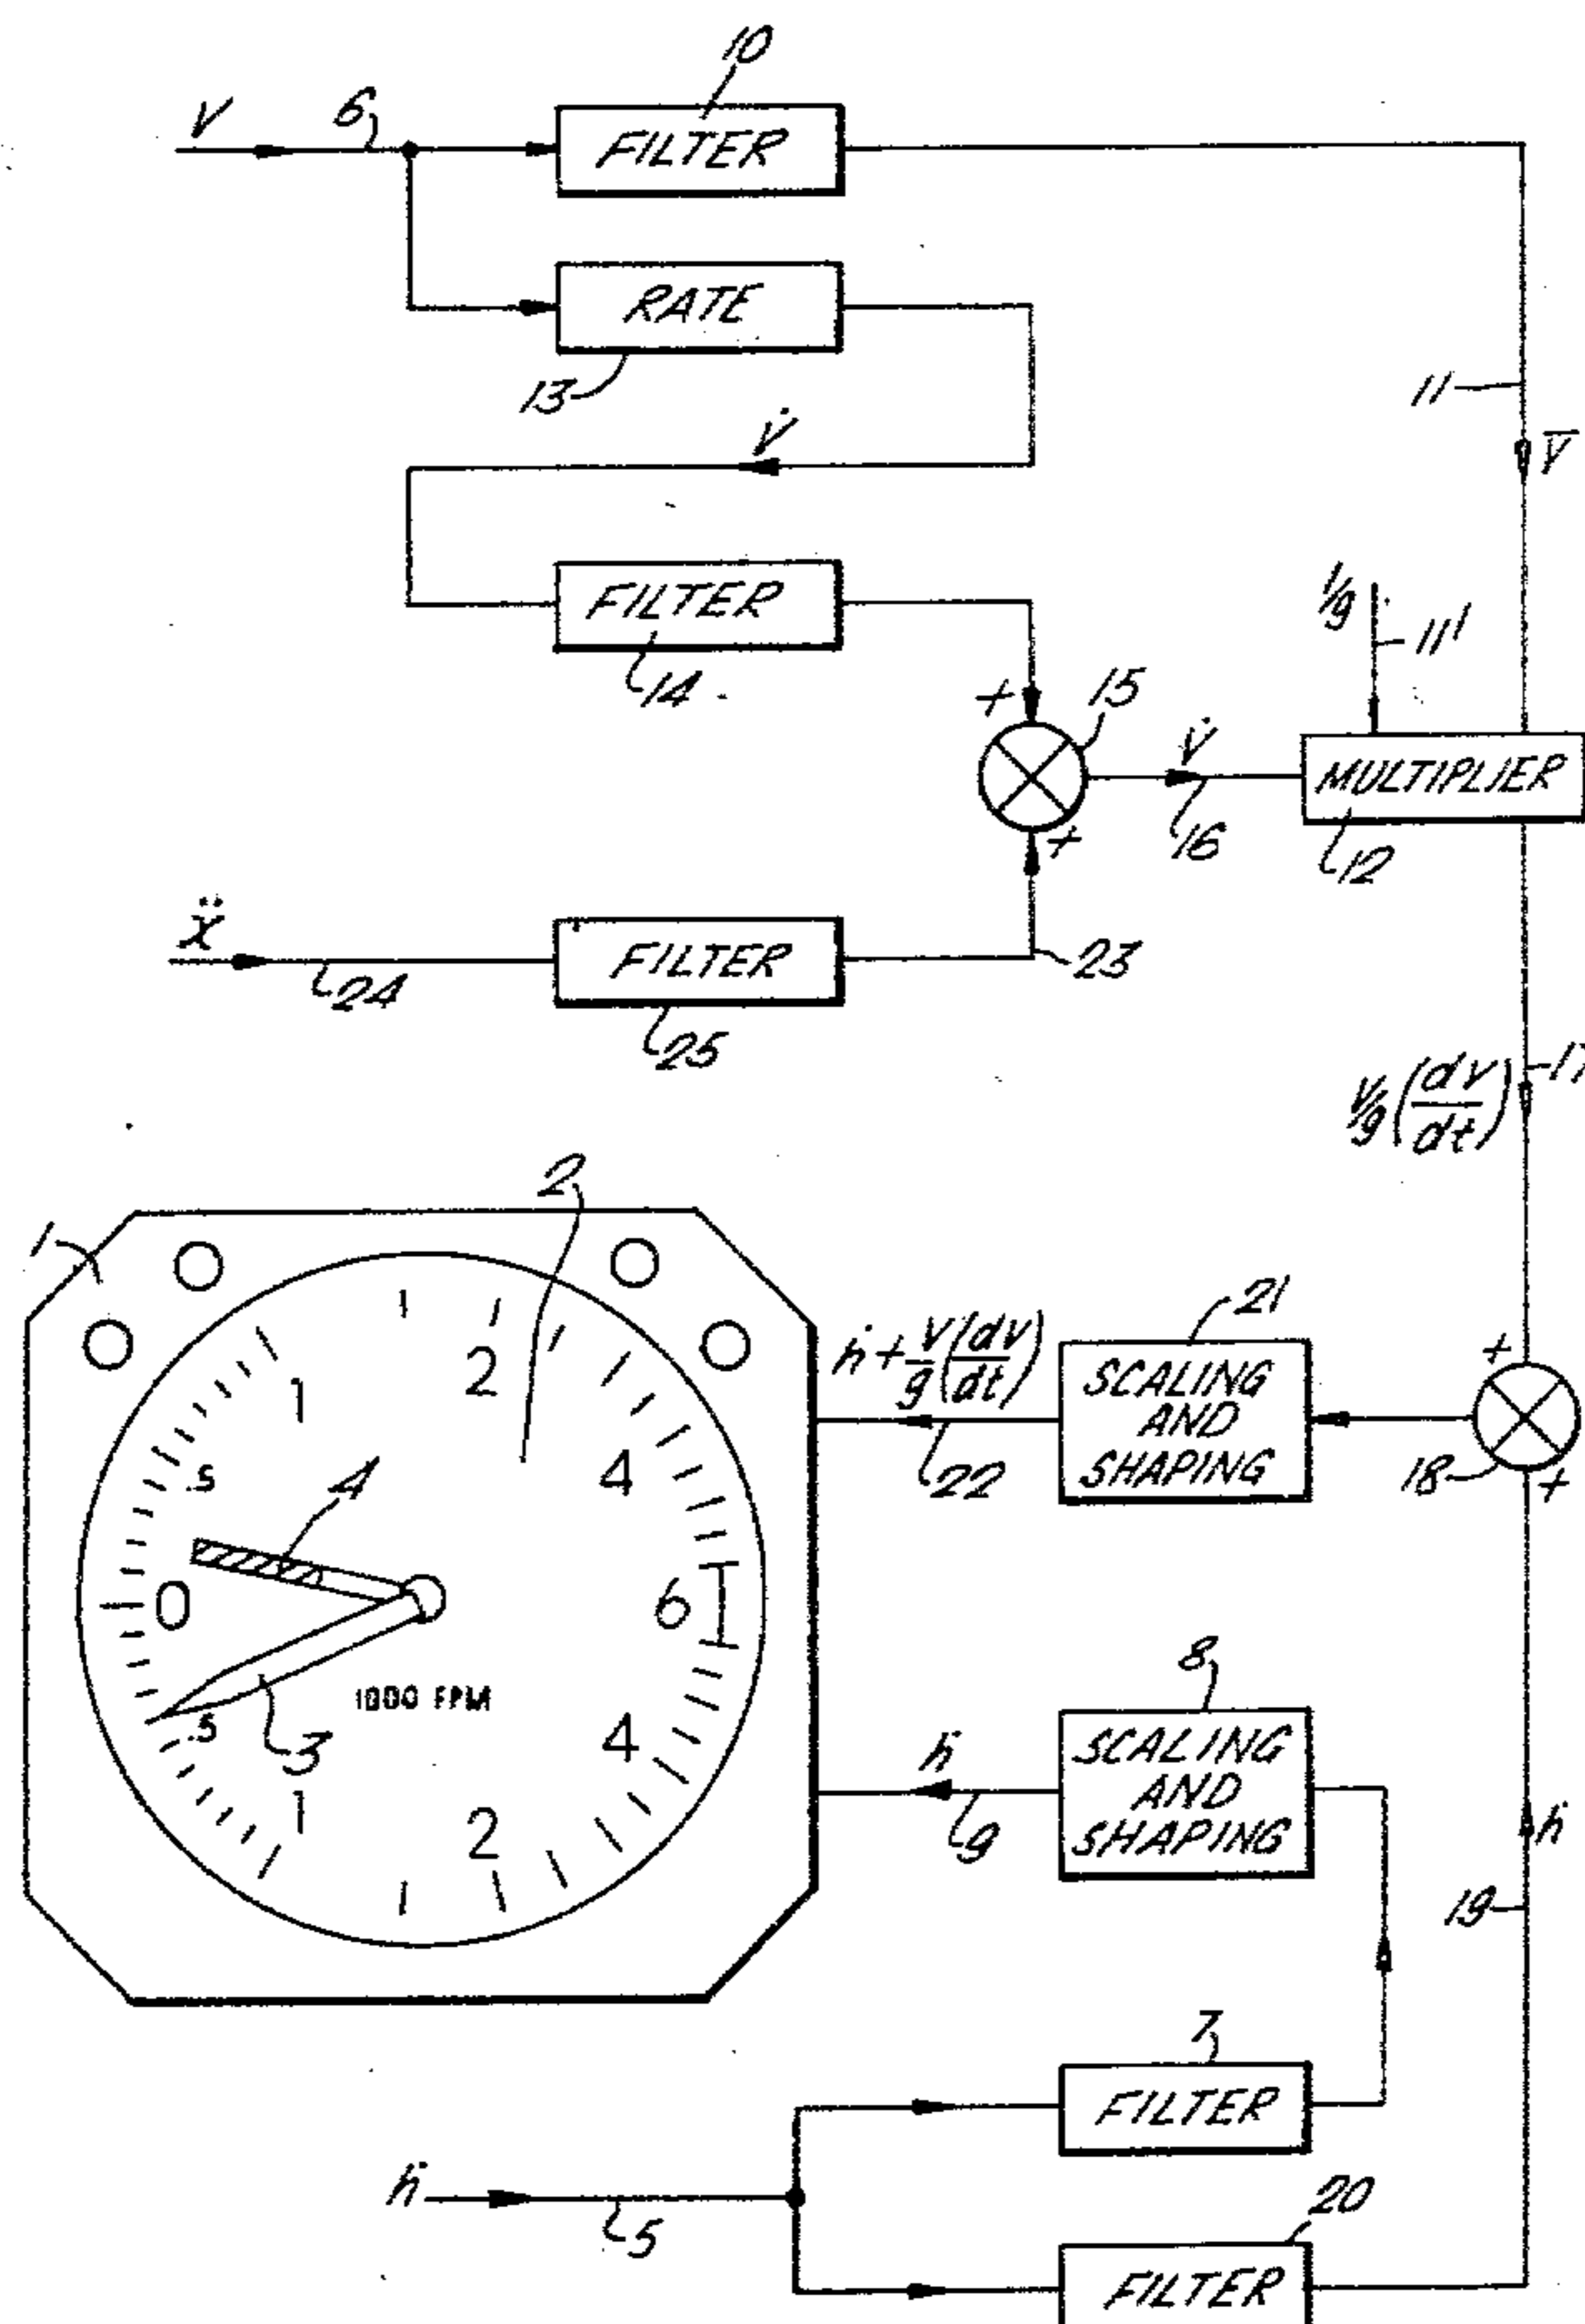 10
V
6
FILTER
RATE
13
11
V̇
V̅
FILTER
14
1/g
11'
+
15
V̇
16
MULTIPLIER
12
+
Ẍ
24
FILTER
25
23
17
V/g (dv/dt)
1
2
1
2
.5
4
4
0
6
1000 FPM
3
.5
4
1
2
ḣ + V/g (dv/dt)
22
21
SCALING
AND
SHAPING
+
18
+
8
SCALING
AND
SHAPING
ḣ
9
ḣ
19
7
FILTER
ḣ
5
20
FILTER